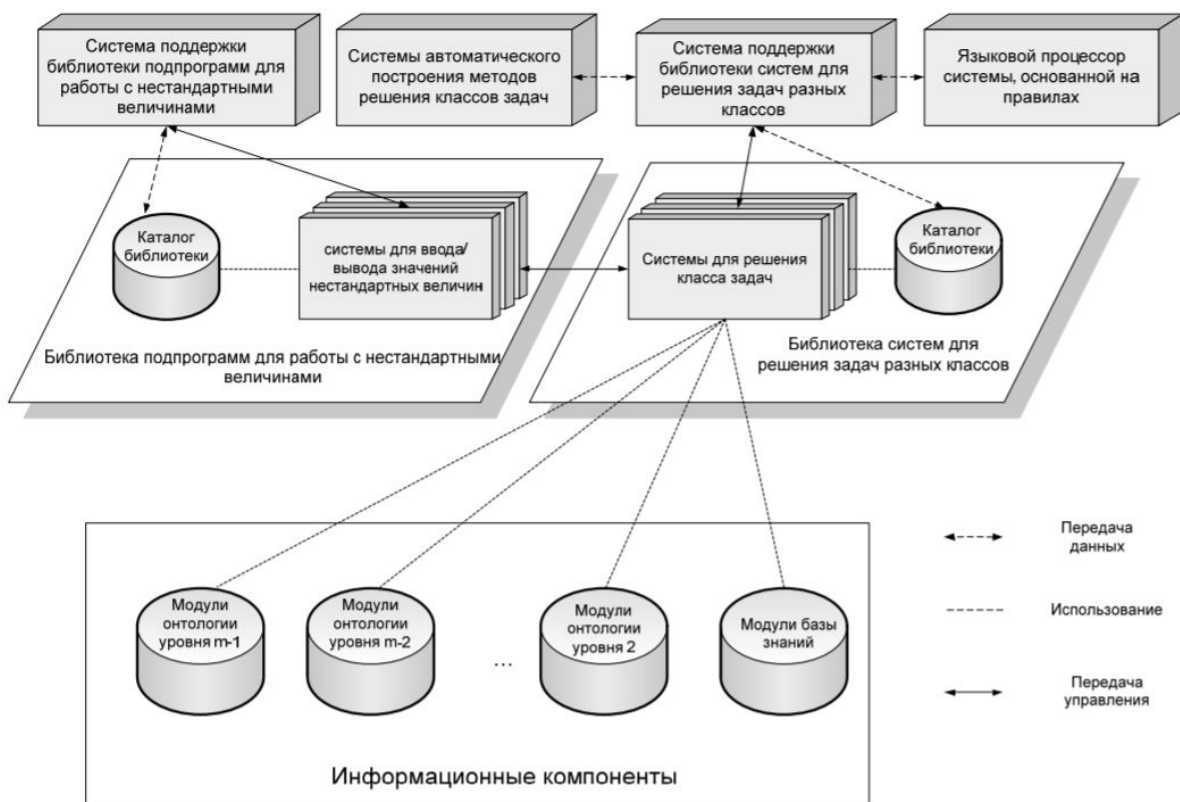 Система поддержки
библиотеки подпрограмм для
работы с нестандартными
величинами
Системы автоматического
построения методов
решения классов задач
Система поддержки
библиотеки систем для
решения задач разных
классов
Языковой процессор
системы, основанной на
правилах
Каталог
библиотеки
системы для ввода/
вывода значений
нестандартных величин
Системы для решения
класса задач
Каталог
библиотеки
Библиотека подпрограмм для работы с нестандартными
величинами
Библиотека систем для
решения задач разных классов
Модули
онтологии
уровня m-1
Модули
онтологии
уровня m-2
...
Модули
онтологии
уровня 2
Модули базы
знаний
Информационные компоненты
Передача
данных
Использование
Передача
управления